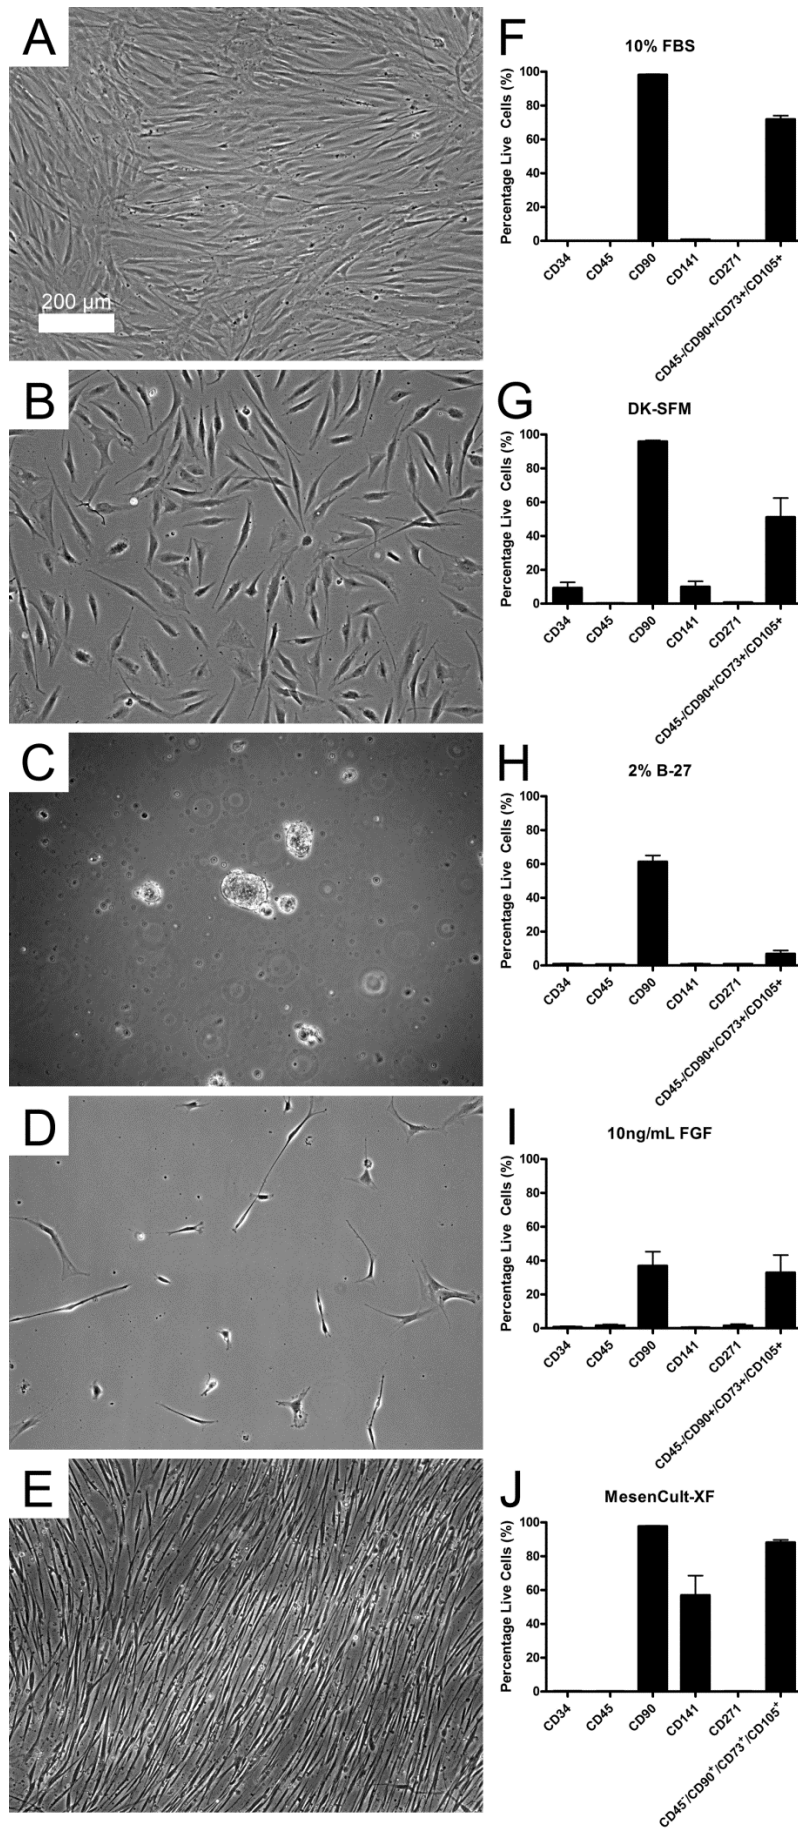 A
200 µm
F
10% FBS
Percentage Live Cells (%)
100
80
60
40
20
0
CD34
CD45
CD90
CD141
CD271
CD45-/CD90+/CD73+/CD105+
B
G
DK-SFM
Percentage Live Cells (%)
100
80
60
40
20
0
CD34
CD45
CD90
CD141
CD271
CD45-/CD90+/CD73+/CD105+
C
H
2% B-27
Percentage Live Cells (%)
100
80
60
40
20
0
CD34
CD45
CD90
CD141
CD271
CD45-/CD90+/CD73+/CD105+
D
I
10ng/mL FGF
Percentage Live Cells (%)
100
80
60
40
20
0
CD34
CD45
CD90
CD141
CD271
CD45-/CD90+/CD73+/CD105+
E
J
MesenCult-XF
Percentage Live Cells (%)
100
80
60
40
20
0
CD34
CD45
CD90
CD141
CD271
CD45⁻/CD90⁺/CD73⁺/CD105⁺